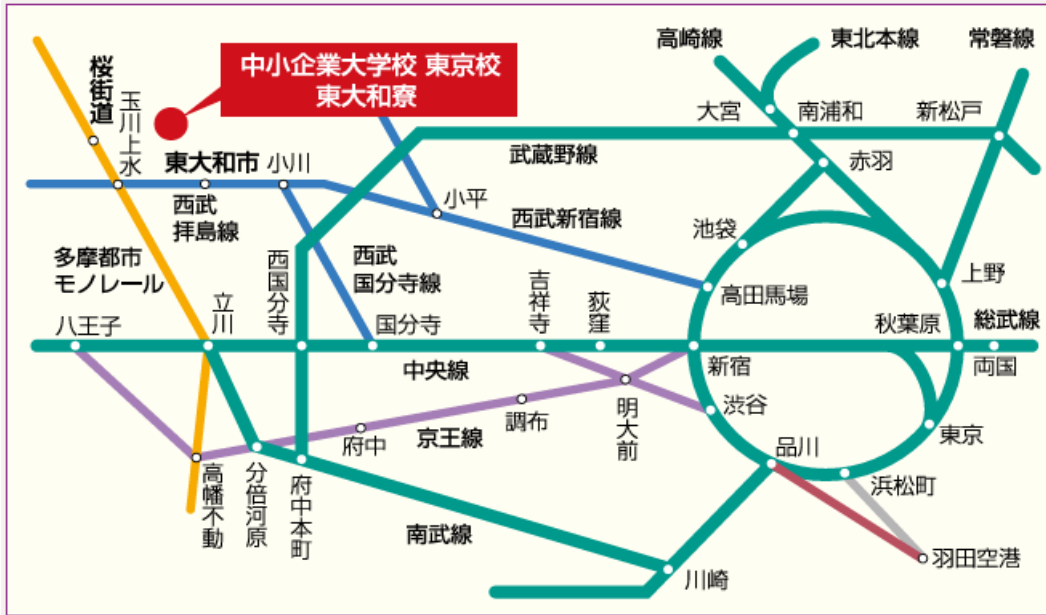 高崎線
東北本線
常磐線
中小企業大学校 東京校
東大和寮
桜街道
玉川上水
大宮
南浦和
新松戸
武蔵野線
赤羽
東大和市
小川
小平
西武
拝島線
西武新宿線
池袋
多摩都市
モノレール
西国分寺
西武
国分寺線
高田馬場
上野
八王子
立川
国分寺
吉祥寺
荻窪
秋葉原
総武線
中央線
新宿
両国
渋谷
調布
明大前
東京
府中
京王線
品川
浜松町
高幡不動
分倍河原
府中本町
南武線
羽田空港
川崎